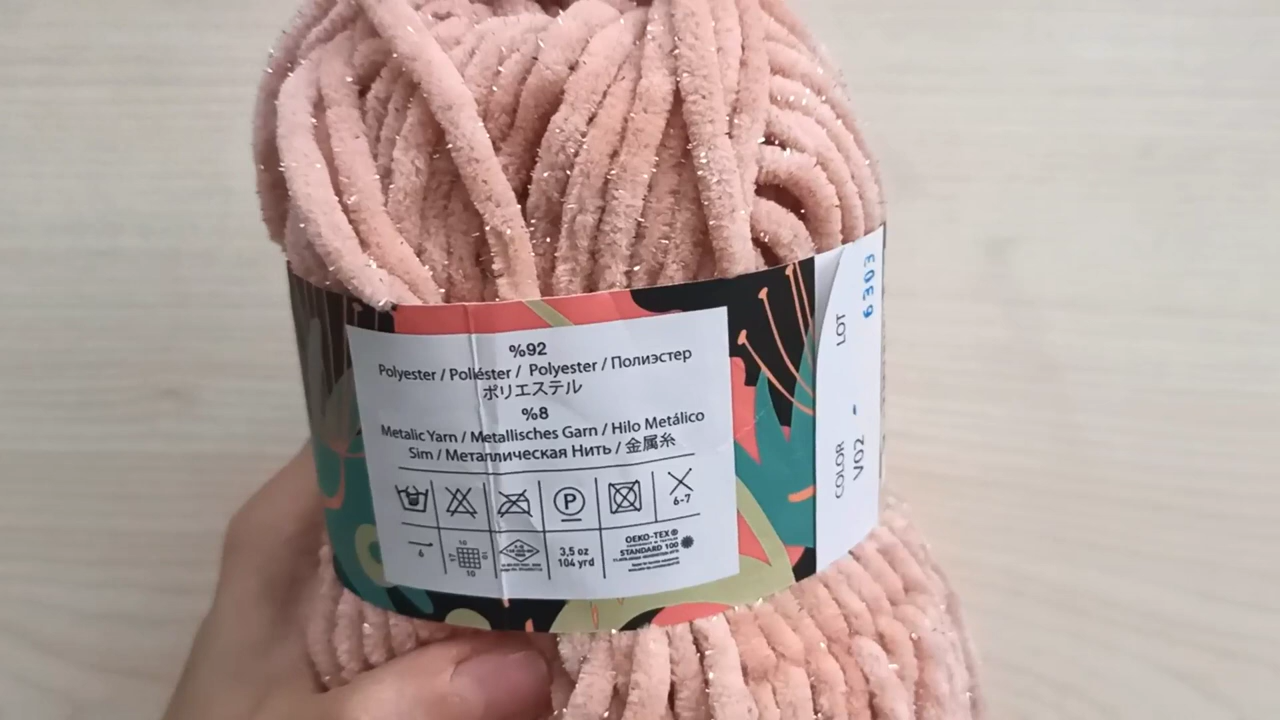 %92
Polyester / Poliéster / Polyester / Полиэстер
ポリエステル
%8
Metalic Yarn / Metallisches Garn / Hilo Metálico
Sim / Металлическая Нить / 金属糸
P
6-7
6
10
10
3,5 oz
104 yrd
OEKO-TEX®
STANDARD 100
LOT
6303
COLOR
V02